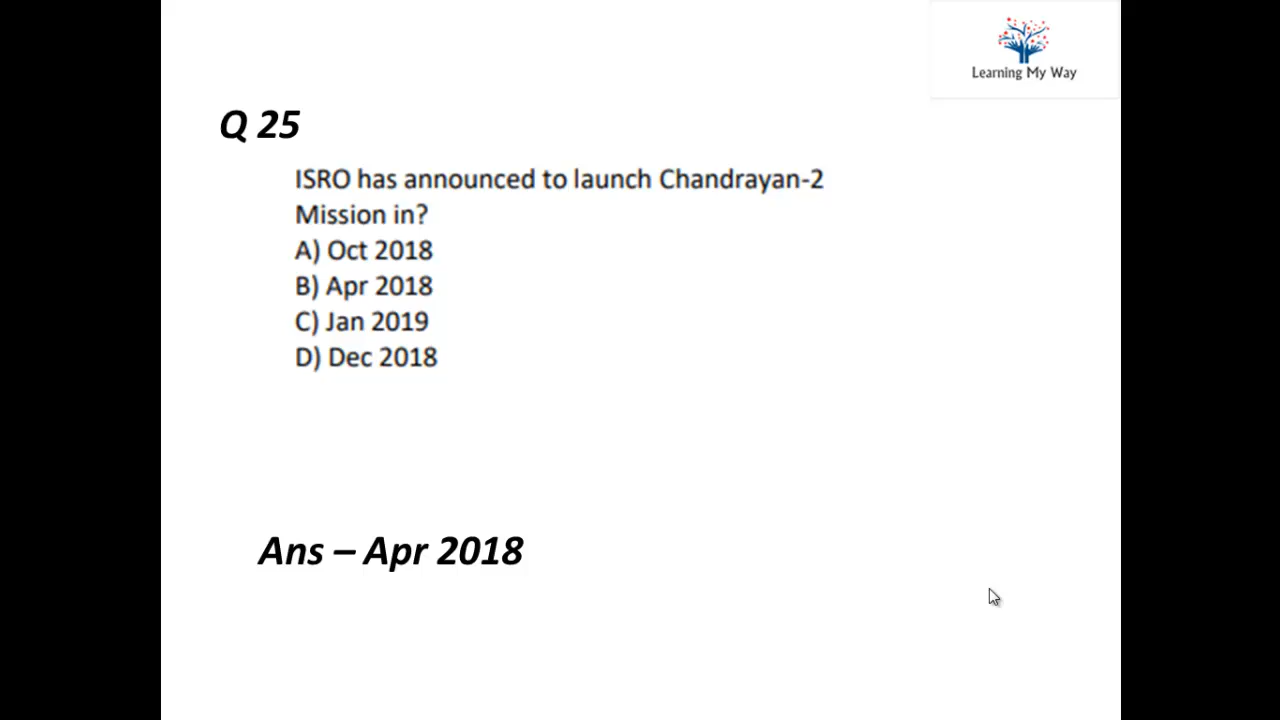 Learning My Way
Q 25
ISRO has announced to launch Chandrayan-2
Mission in?
A) Oct 2018
B) Apr 2018
C) Jan 2019
D) Dec 2018
Ans – Apr 2018